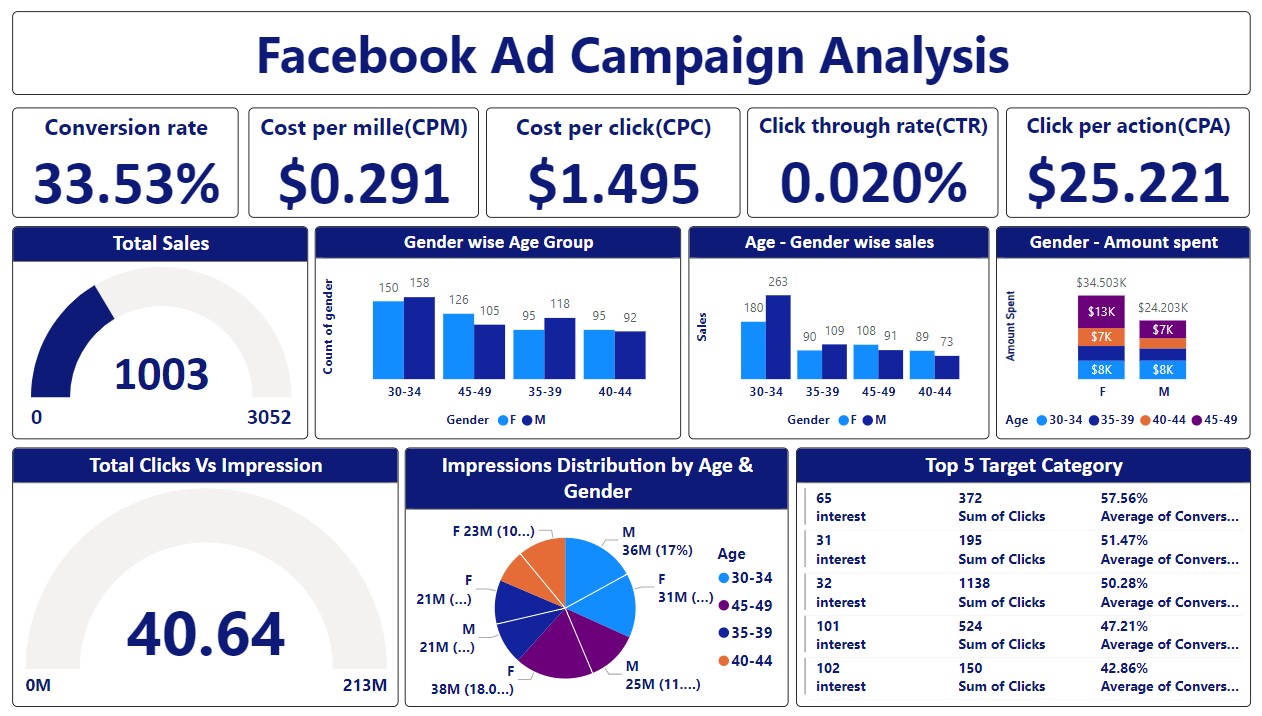 Facebook Ad Campaign Analysis
Conversion rate
33.53%
Cost per mille(CPM)
$0.291
Cost per click(CPC)
$1.495
Click through rate(CTR)
0.020%
Click per action(CPA)
$25.221
Total Sales
1003
0
3052
Gender wise Age Group
Count of gender
150
158
126
105
95
118
95
92
30-34
45-49
35-39
40-44
Gender F M
Age - Gender wise sales
Sales
180
263
90
109
108
91
89
73
30-34
35-39
45-49
40-44
Gender F M
Gender - Amount spent
Amount Spent
$34.503K
$13K
$7K
$8K
$24.203K
$7K
$8K
F
M
Age 30-34 35-39 40-44 45-49
Total Clicks Vs Impression
40.64
0M
213M
Impressions Distribution by Age &
Gender
F 23M (10...)
M
36M (17%)
F
31M (...)
M
25M (11....)
F
38M (18.0...)
M
21M (...)
F
21M (...)
Age
30-34
45-49
35-39
40-44
Top 5 Target Category
65 372 57.56%
interest Sum of Clicks Average of Convers...
31 195 51.47%
interest Sum of Clicks Average of Convers...
32 1138 50.28%
interest Sum of Clicks Average of Convers...
101 524 47.21%
interest Sum of Clicks Average of Convers...
102 150 42.86%
interest Sum of Clicks Average of Convers...